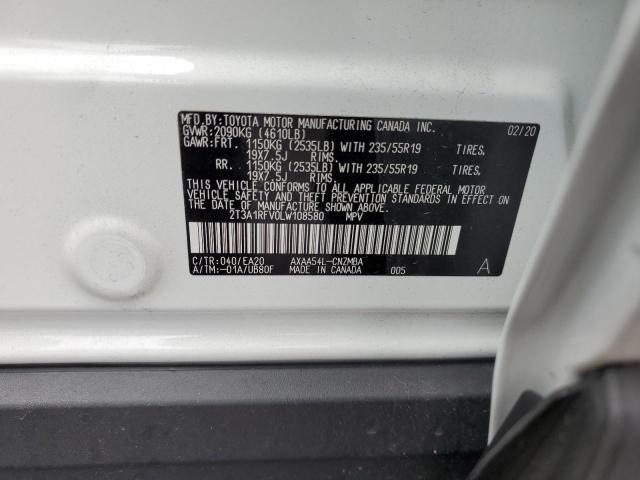 MFD.BY:TOYOTA MOTOR MANUFACTURING CANADA INC. 02/20
GVWR:2090KG (4610LB)
GAWR:FRT. 1150KG (2535LB) WITH 235/55R19 TIRES,
19X7.5J RIMS.
RR. 1150KG (2535LB) WITH 235/55R19 TIRES,
19X7.5J RIMS.
THIS VEHICLE CONFORMS TO ALL APPLICABLE FEDERAL MOTOR
VEHICLE SAFETY AND THEFT PREVENTION STANDARDS IN EFFECT
ON THE DATE OF MANUFACTURE SHOWN ABOVE.
2T3A1RFV0LW108580 MPV
C/TR:040/EA20 AXAA54L-CNZMBA
A/TM:-01A/UB80F MADE IN CANADA 005 A